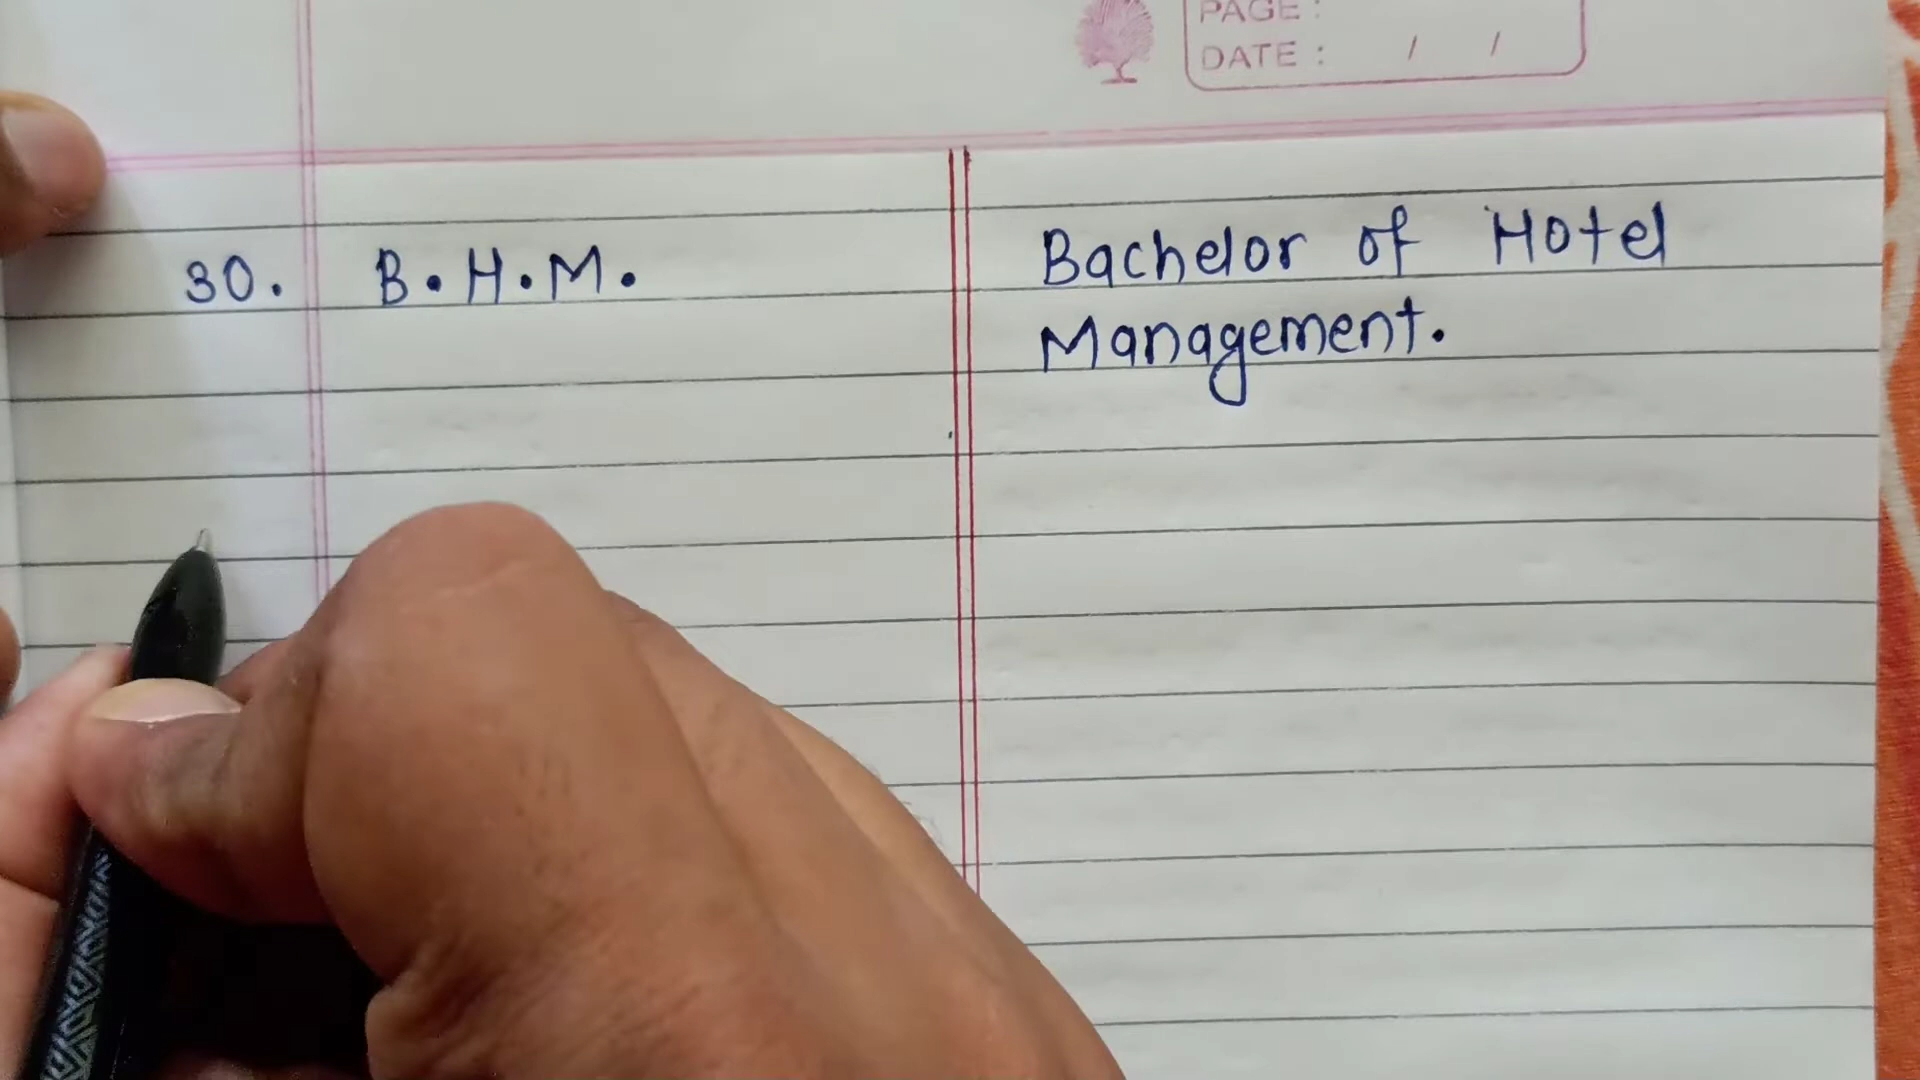 PAGE :
DATE : / /
30. B.H.M. Bachelor of Hotel
Management.